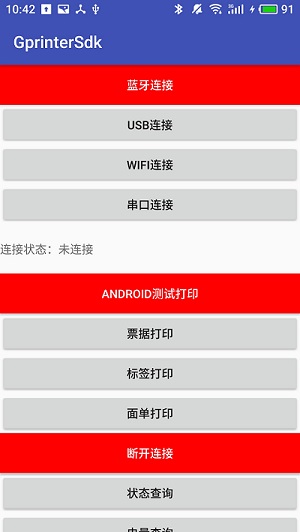 10:42
91
GprinterSdk
蓝牙连接
USB连接
WIFI连接
串口连接
连接状态：未连接
ANDROID测试打印
票据打印
标签打印
面单打印
断开连接
状态查询